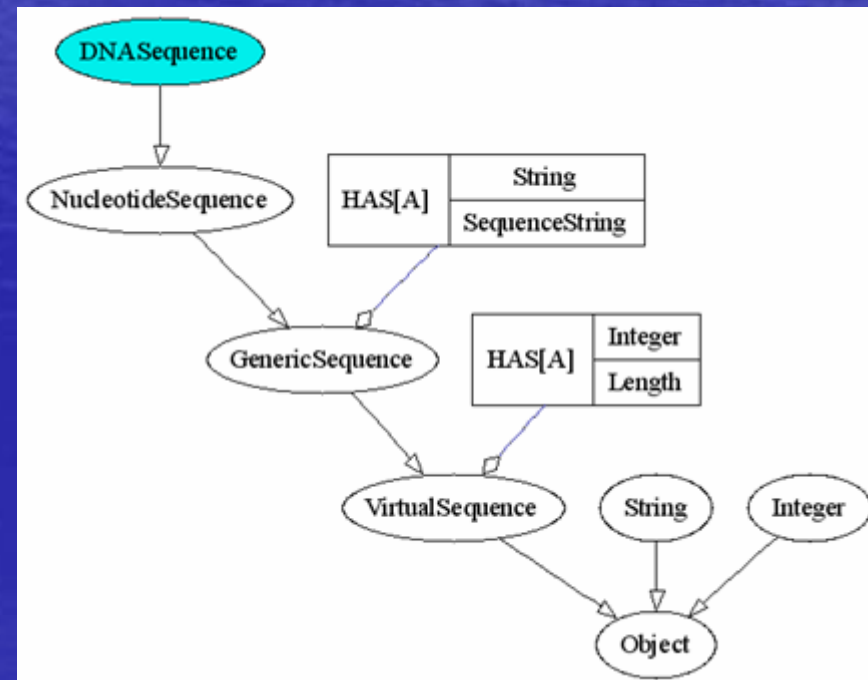 DNASequence
NucleotideSequence
HAS[A]
String
SequenceString
GenericSequence
HAS[A]
Integer
Length
VirtualSequence
String
Integer
Object